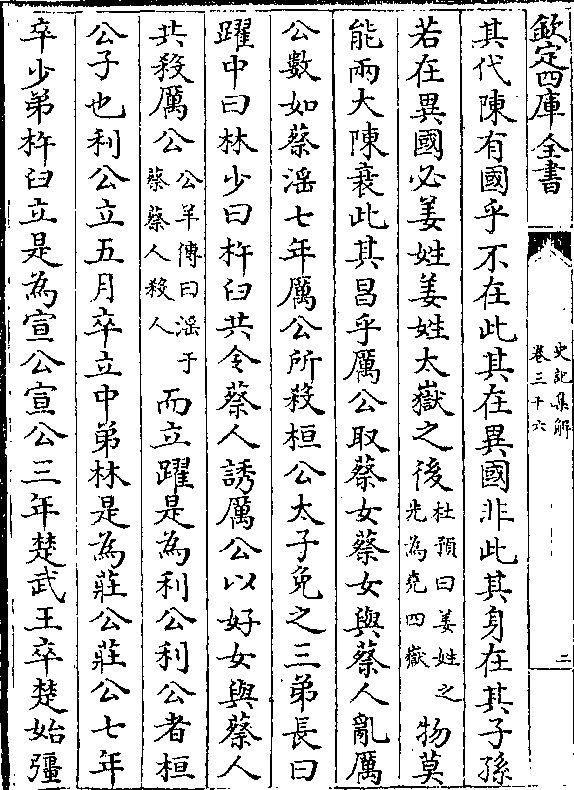 欽定四庫全書
史記集解
卷三十六
三
其代陳有國乎不在此其在異國非此其身在其子孫
若在異國必姜姓姜姓太嶽之後杜預曰姜姓之先為堯四嶽物莫
能兩大陳衰此其昌乎厲公取蔡女蔡女與蔡人亂厲
公數如蔡淫七年厲公所殺桓公太子免之三弟長曰
躍中曰林少曰杵臼共令蔡人誘厲公以好女與蔡人
共殺厲公公羊傳曰淫于蔡蔡人殺人而立躍是為利公利公者桓
公子也利公立五月卒立中弟林是為莊公莊公七年
卒少弟杵臼立是為宣公宣公三年楚武王卒楚始彊